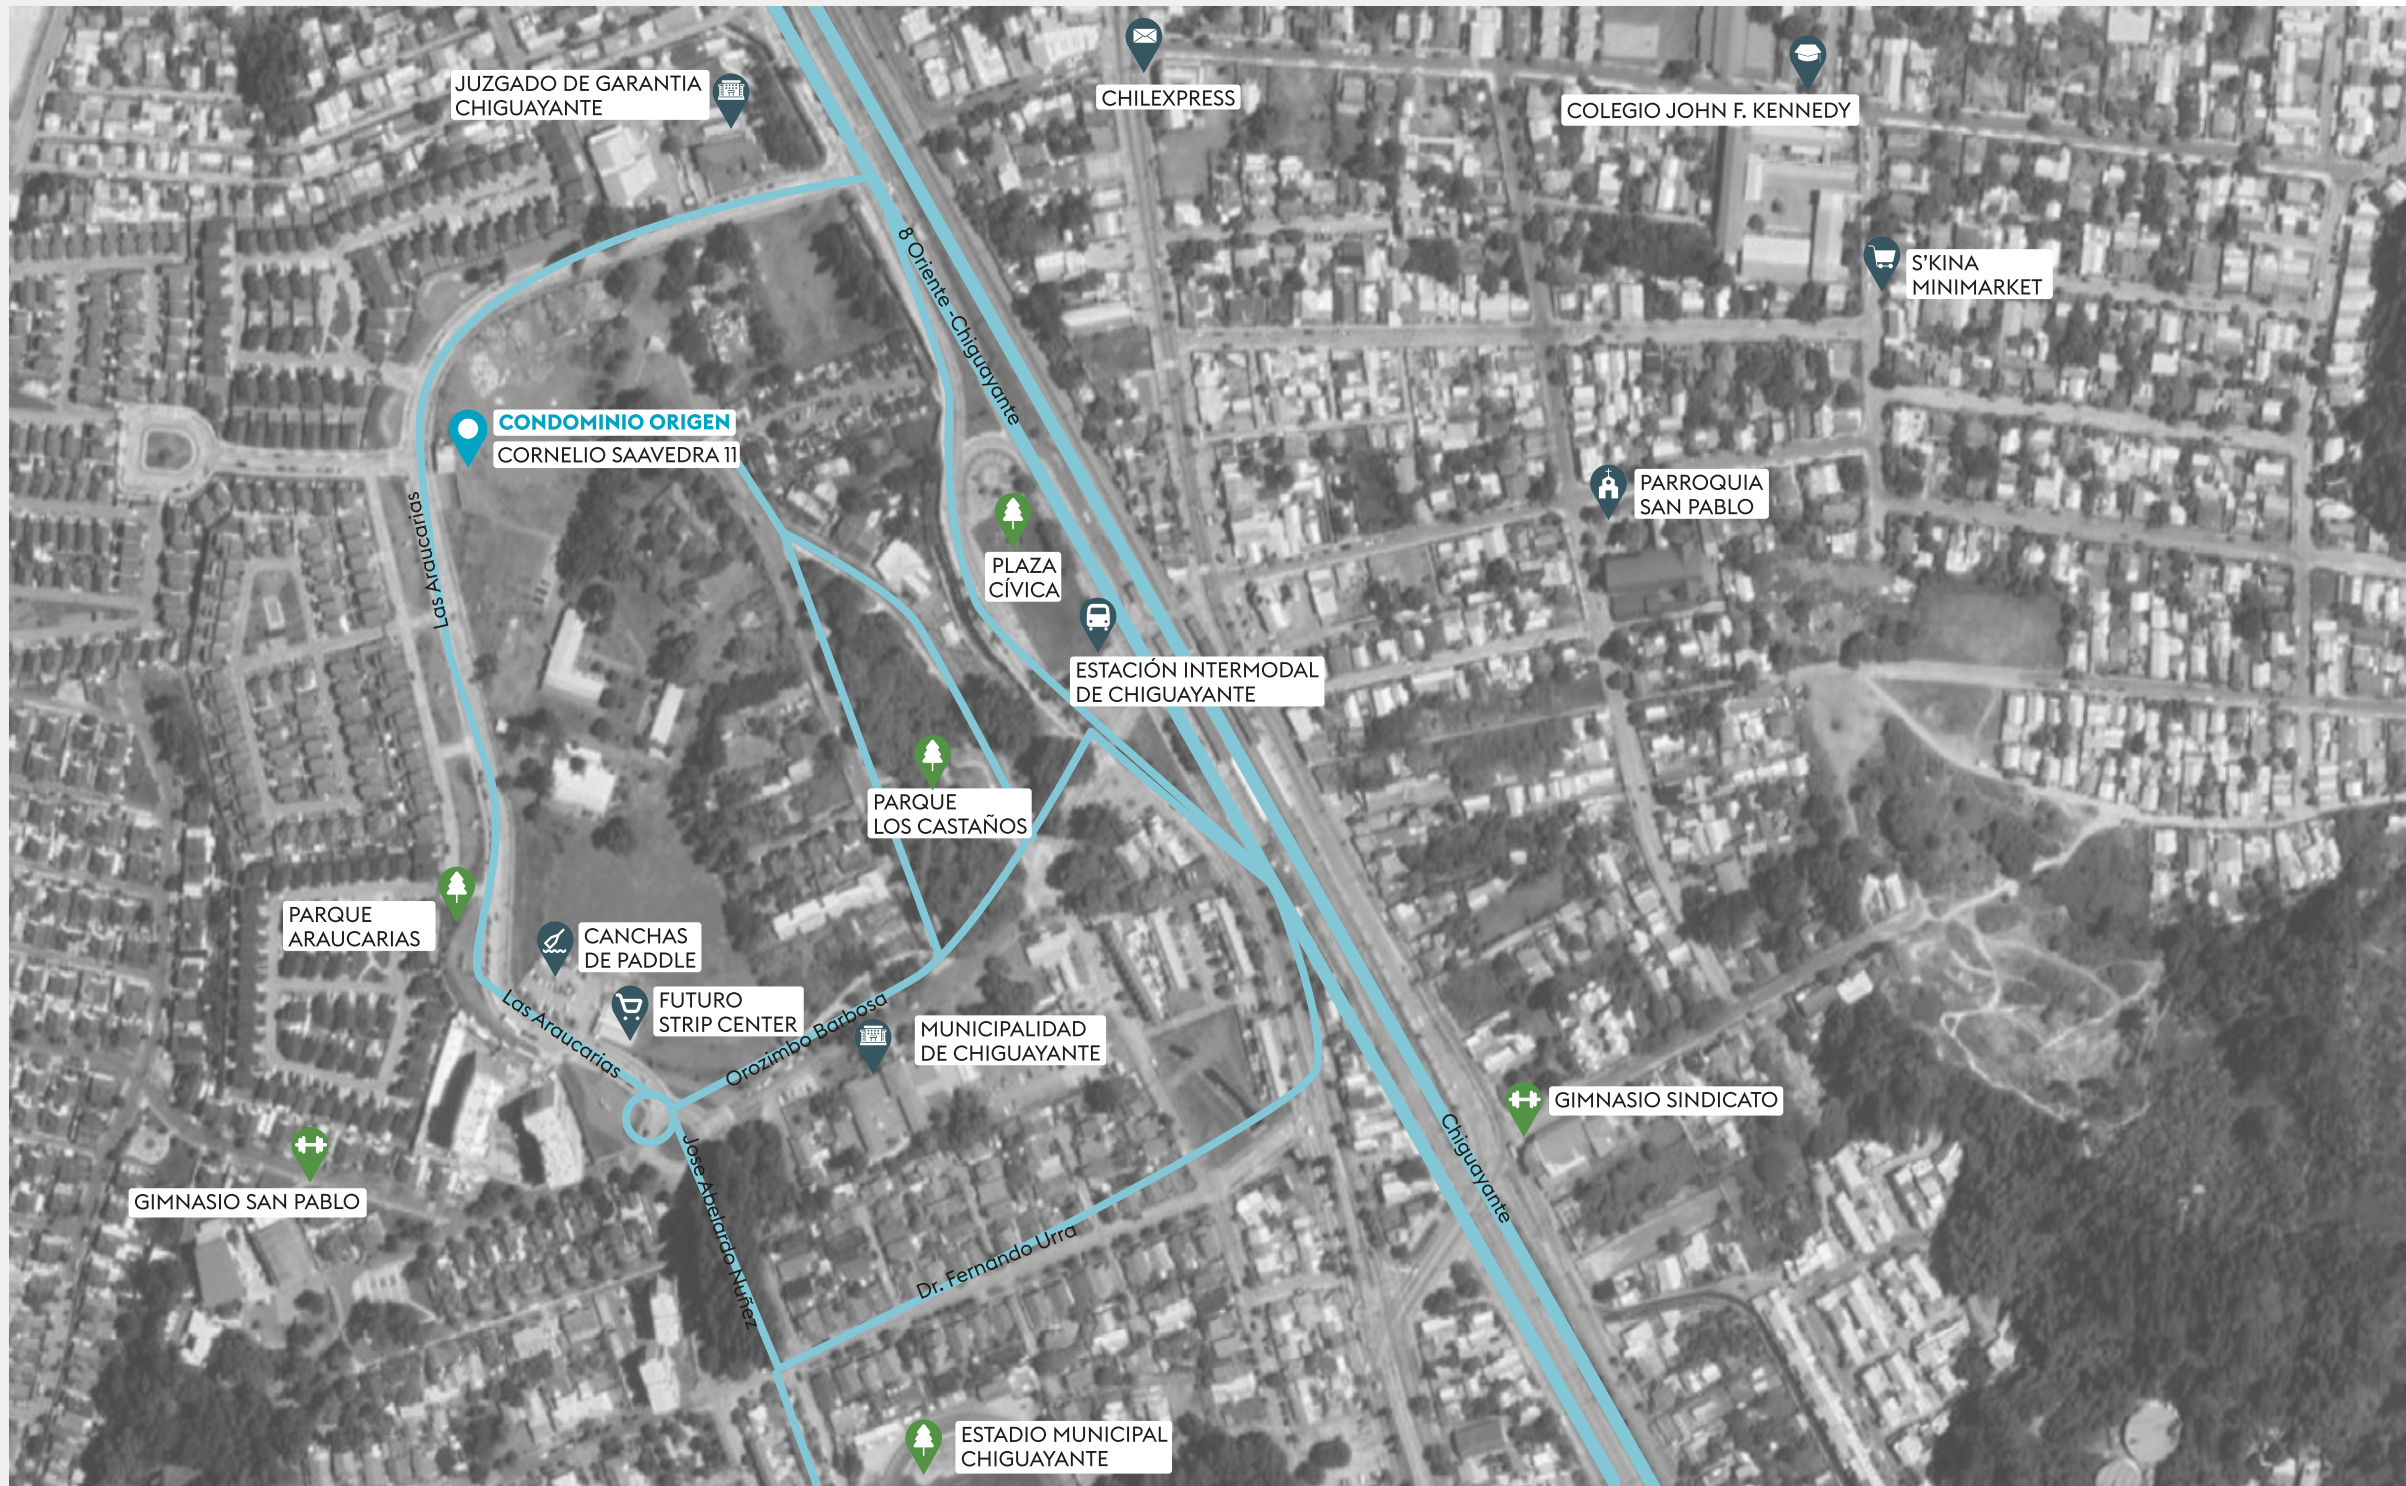 JUZGADO DE GARANTIA
CHIGUAYANTE
CHILEXPRESS
COLEGIO JOHN F. KENNEDY
S'KINA
MINIMARKET
8 Oriente -Chiguayante
CONDOMINIO ORIGEN
CORNELIO SAAVEDRA 11
Las Araucarias
PLAZA
CÍVICA
PARROQUIA
SAN PABLO
ESTACIÓN INTERMODAL
DE CHIGUAYANTE
PARQUE
LOS CASTAÑOS
PARQUE
ARAUCARIAS
CANCHAS
DE PADDLE
FUTURO
STRIP CENTER
Las Araucarias
Orozimbo Barbosa
MUNICIPALIDAD
DE CHIGUAYANTE
GIMNASIO SINDICATO
Chiguayante
GIMNASIO SAN PABLO
Jose Abelardo Nuñez
Dr. Fernando Urra
ESTADIO MUNICIPAL
CHIGUAYANTE